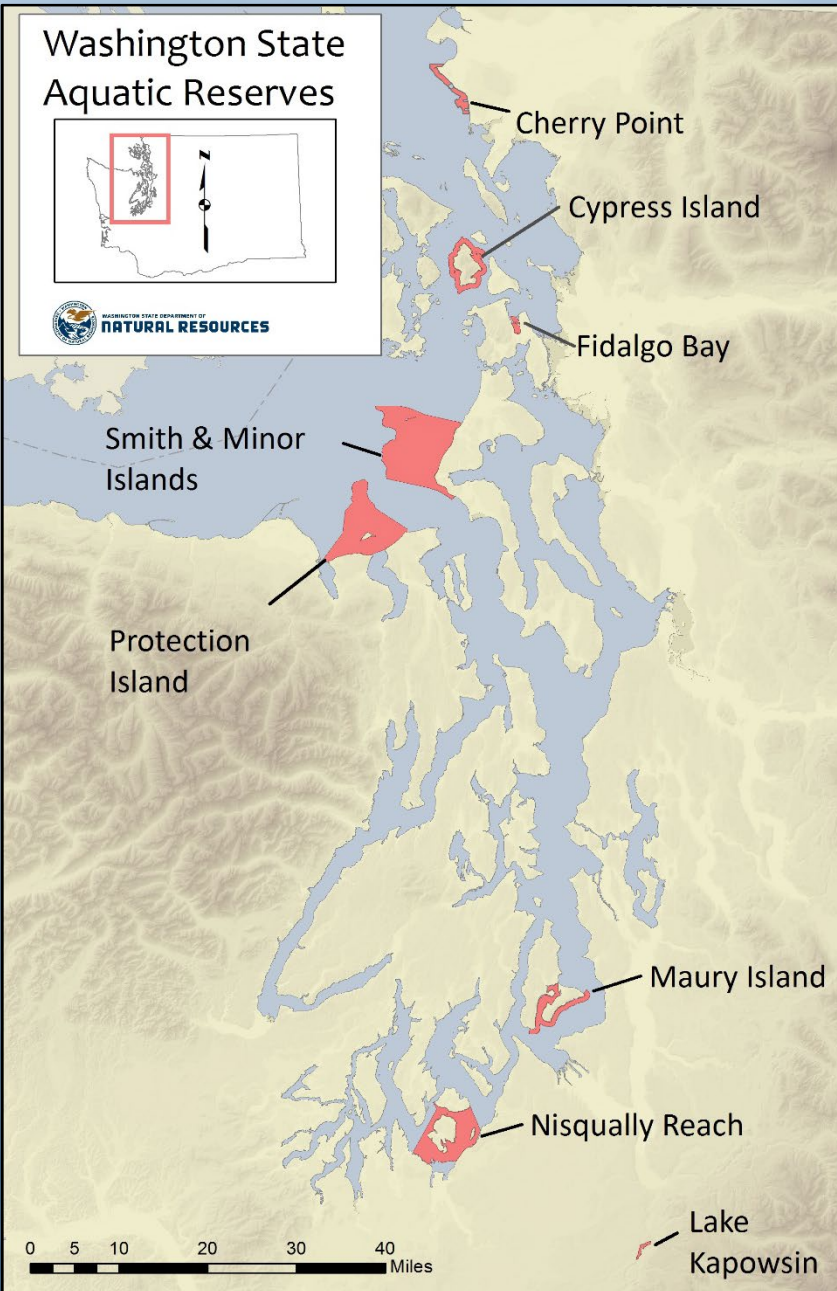 Washington State
Aquatic Reserves
N
WASHINGTON STATE DEPARTMENT OF
NATURAL RESOURCES
Cherry Point
Cypress Island
Fidalgo Bay
Smith & Minor
Islands
Protection
Island
Maury Island
Nisqually Reach
Lake
Kapowsin
0 5 10 20 30 40
Miles